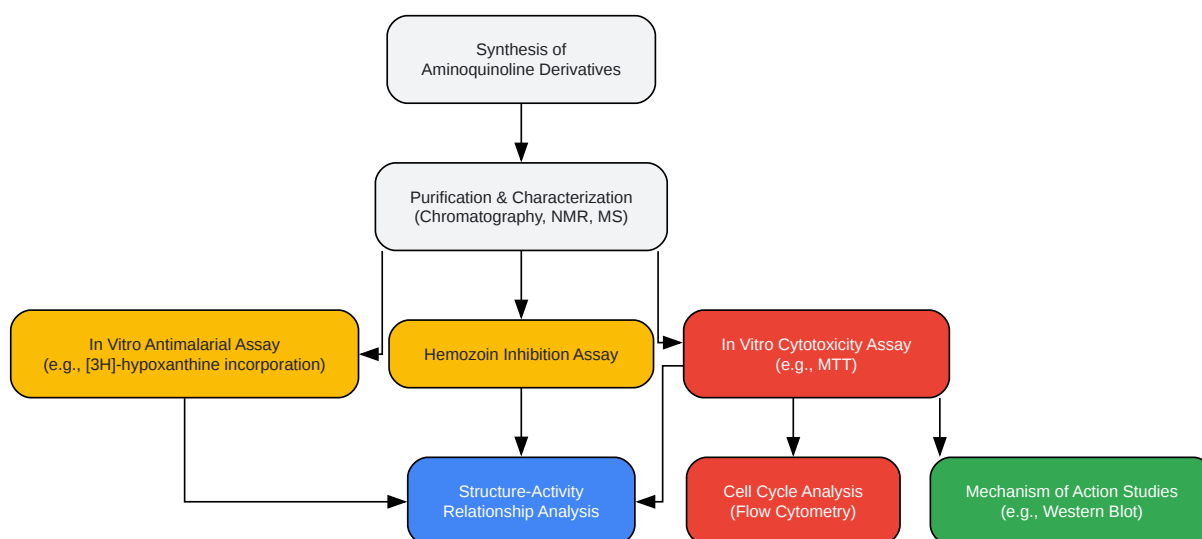 Synthesis of
Aminoquinoline Derivatives
Purification & Characterization
(Chromatography, NMR, MS)
In Vitro Antimalarial Assay
(e.g., [3H]-hypoxanthine incorporation)
Hemozoin Inhibition Assay
In Vitro Cytotoxicity Assay
(e.g., MTT)
Structure-Activity
Relationship Analysis
Cell Cycle Analysis
(Flow Cytometry)
Mechanism of Action Studies
(e.g., Western Blot)